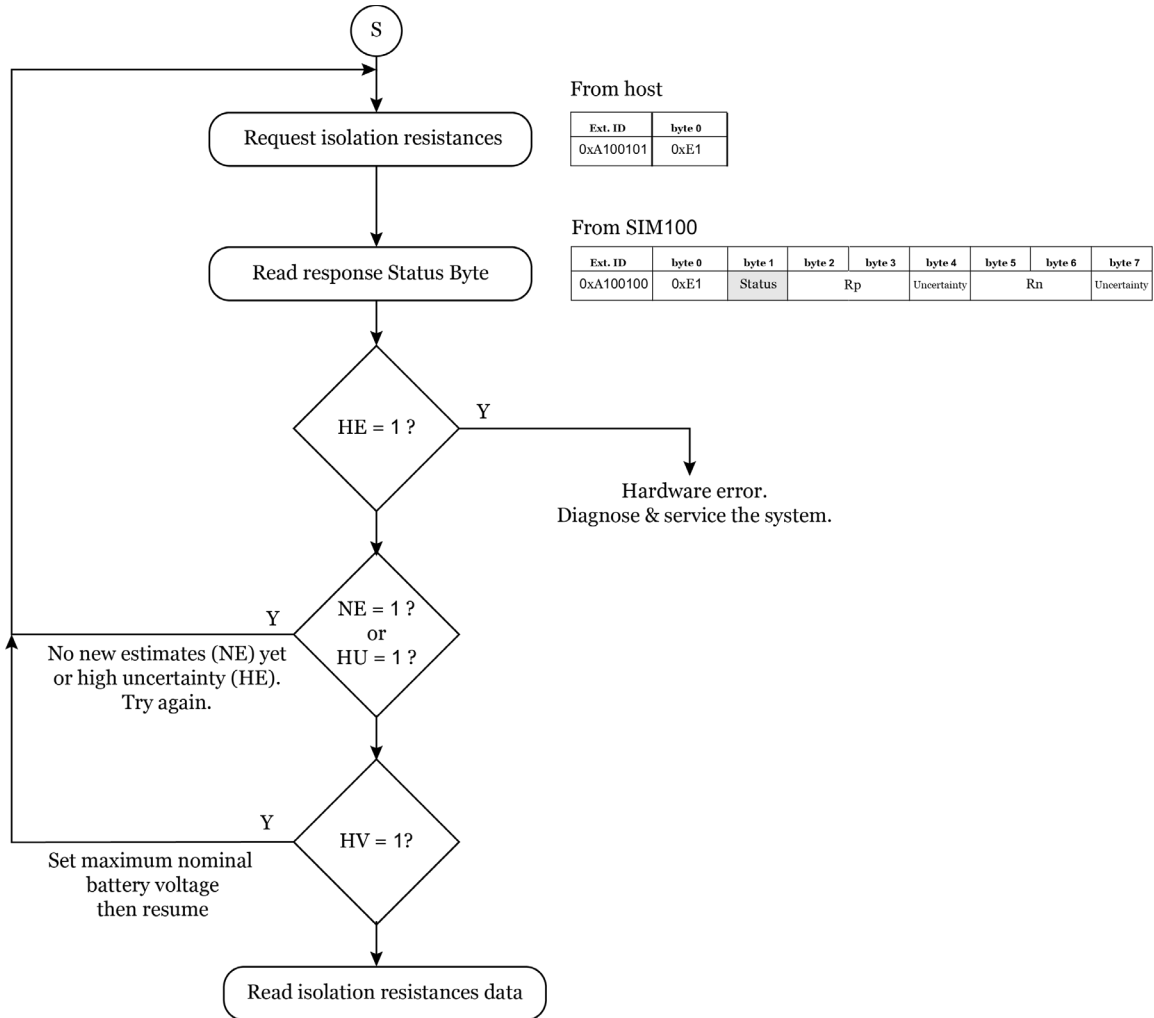 S
From host
Ext. ID byte 0
0xA100101 0xE1
Request isolation resistances
From SIM100
Ext. ID byte 0 byte 1 byte 2 byte 3 byte 4 byte 5 byte 6 byte 7
0xA100100 0xE1 Status Rp Uncertainty Rn Uncertainty
Read response Status Byte
HE = 1 ?
Y
Hardware error.
Diagnose & service the system.
NE = 1 ?
or
HU = 1 ?
Y
No new estimates (NE) yet
or high uncertainty (HE).
Try again.
HV = 1?
Y
Set maximum nominal
battery voltage
then resume
Read isolation resistances data